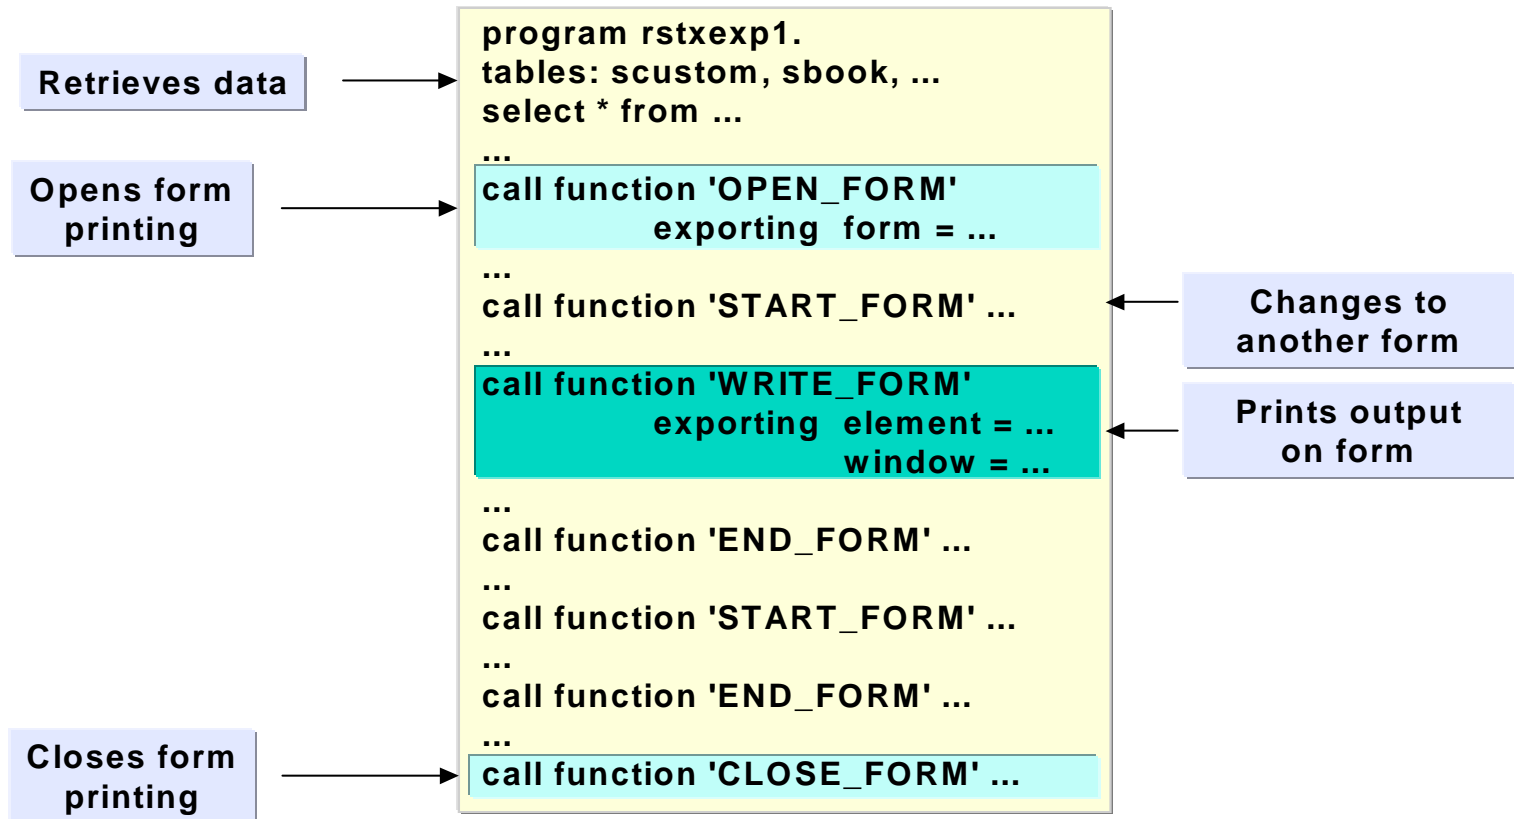 Retrieves data
Opens form
printing
Closes form
printing
program rstxexp1.
tables: scustom, sbook, ...
select * from ...
...
call function 'OPEN_FORM'
exporting form = ...
...
call function 'START_FORM' ...
...
call function 'WRITE_FORM'
exporting element = ...
window = ...
...
call function 'END_FORM' ...
...
call function 'START_FORM' ...
...
call function 'END_FORM' ...
...
call function 'CLOSE_FORM' ...
Changes to
another form
Prints output
on form